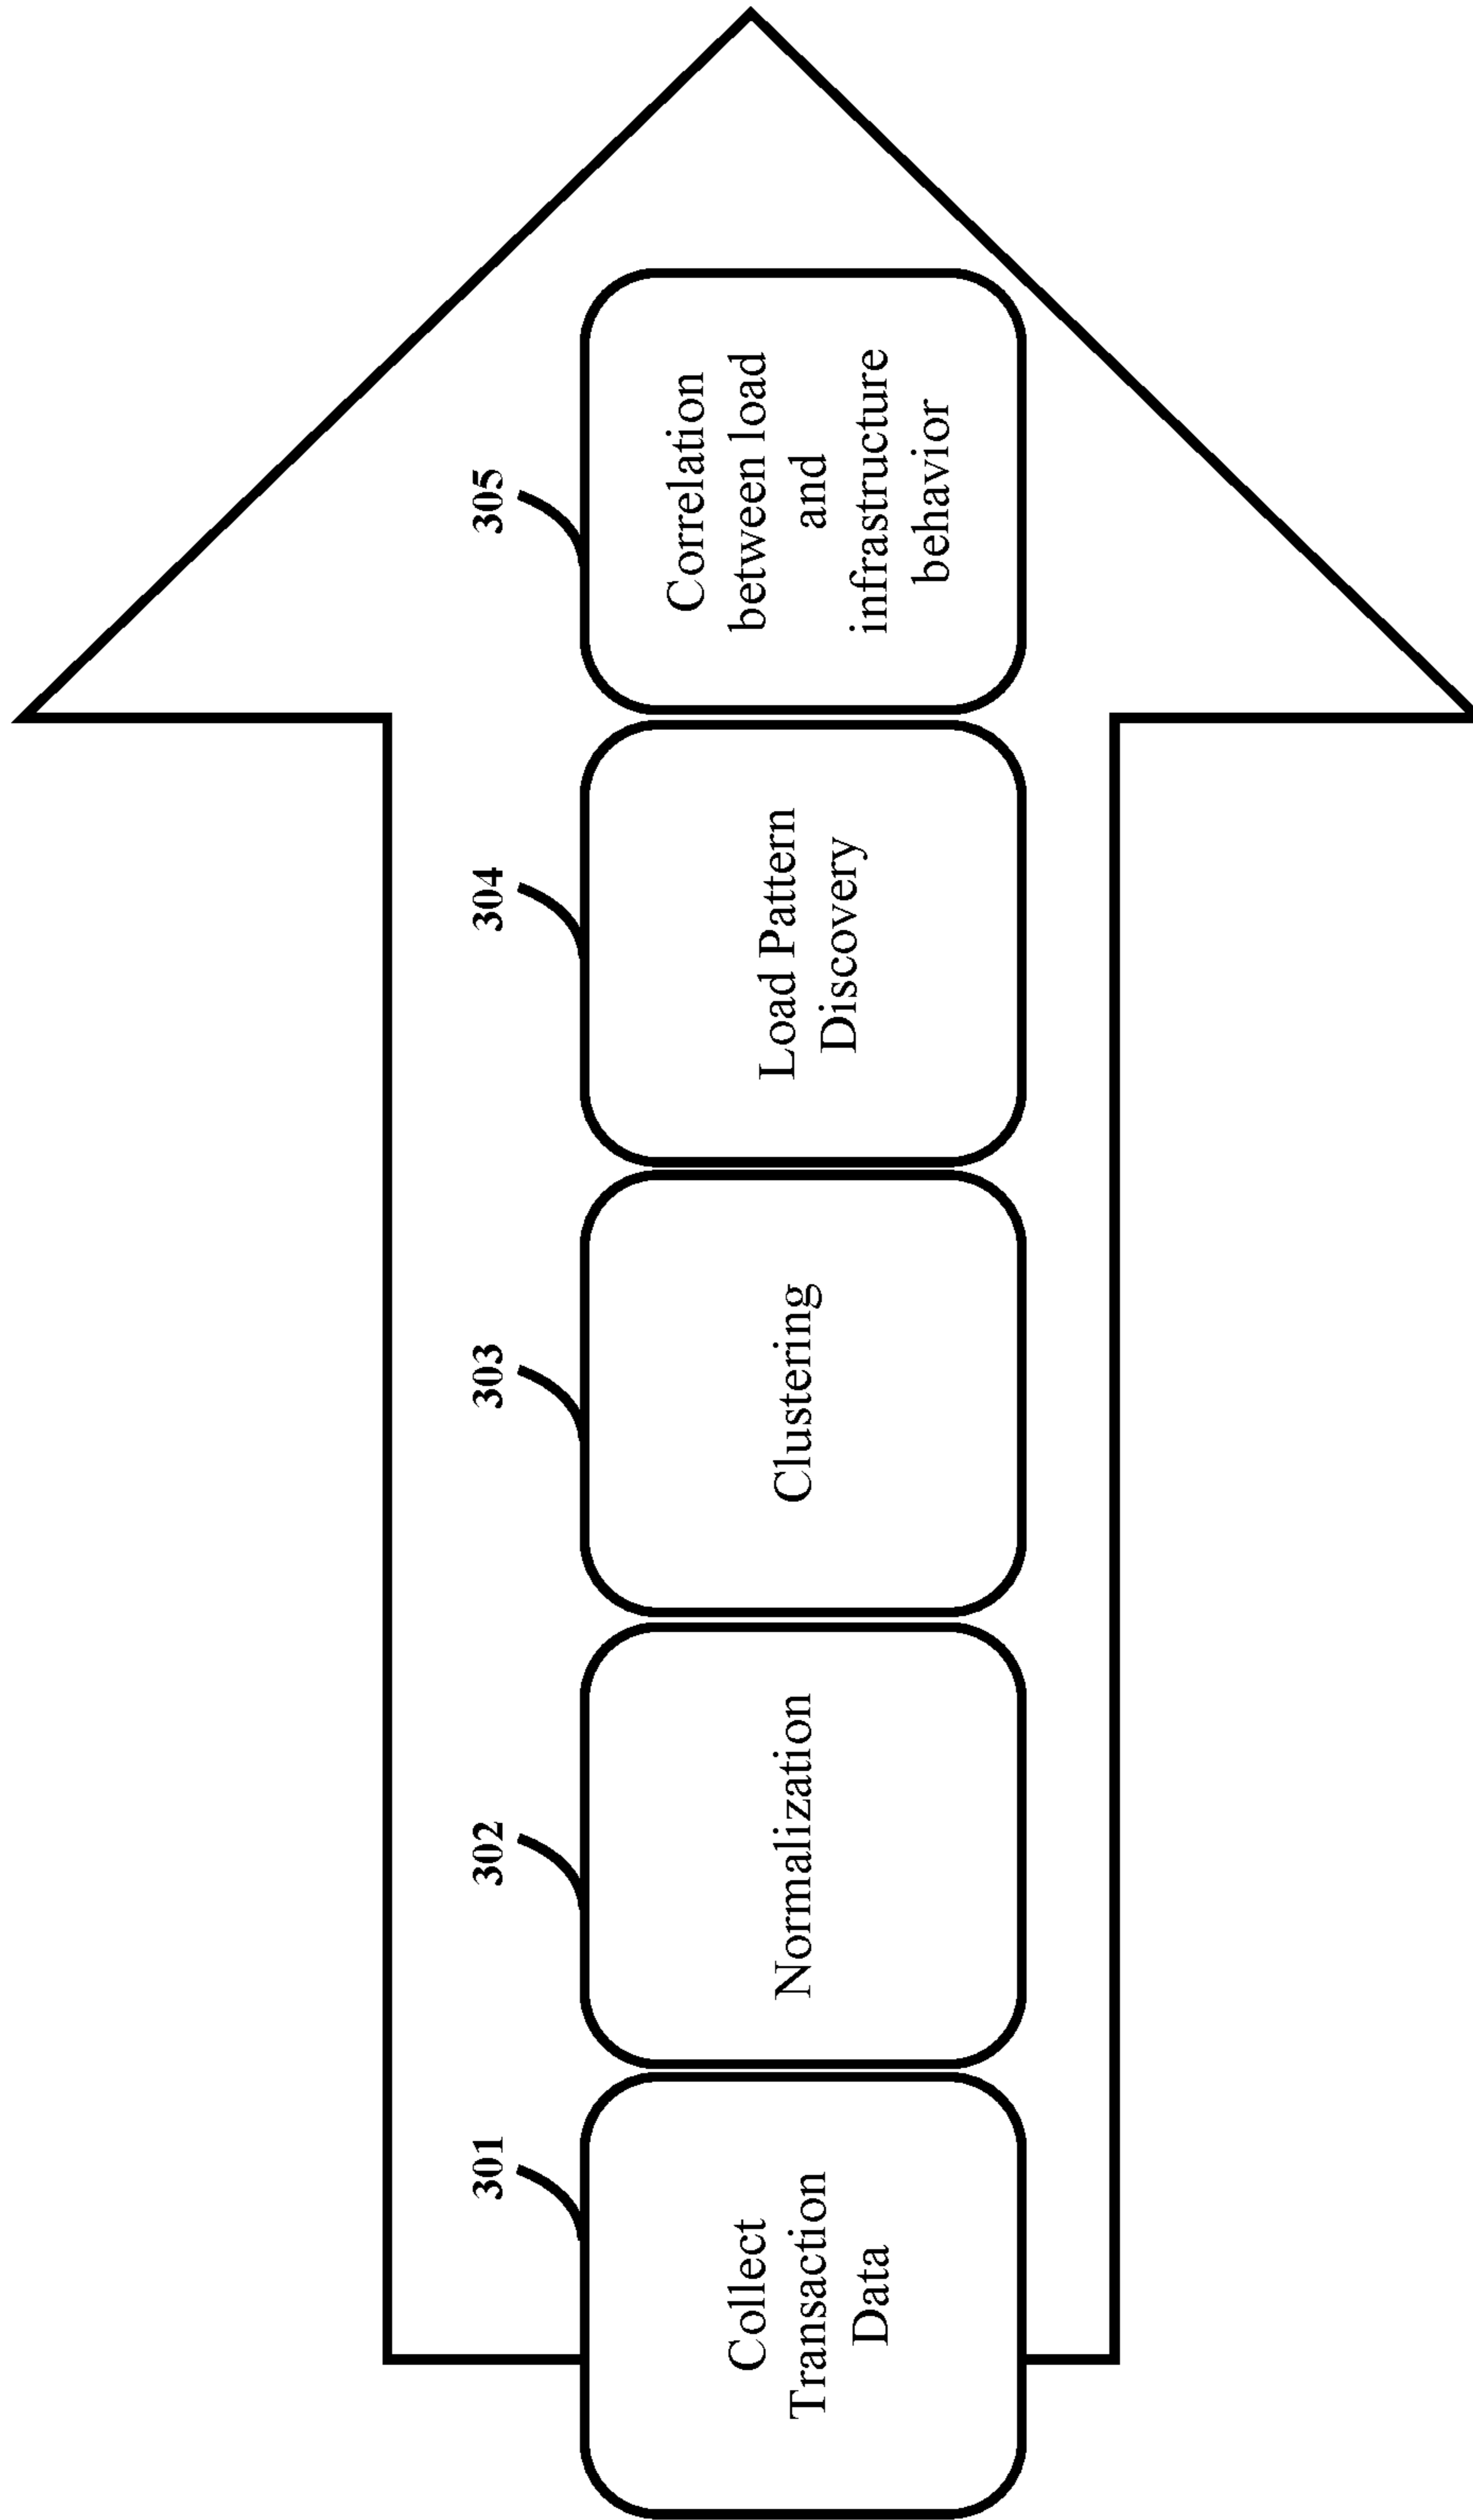 301
Collect
Transaction
Data
302
Normalization
303
Clustering
304
Load Pattern
Discovery
305
Correlation
between load
and
infrastructure
behavior